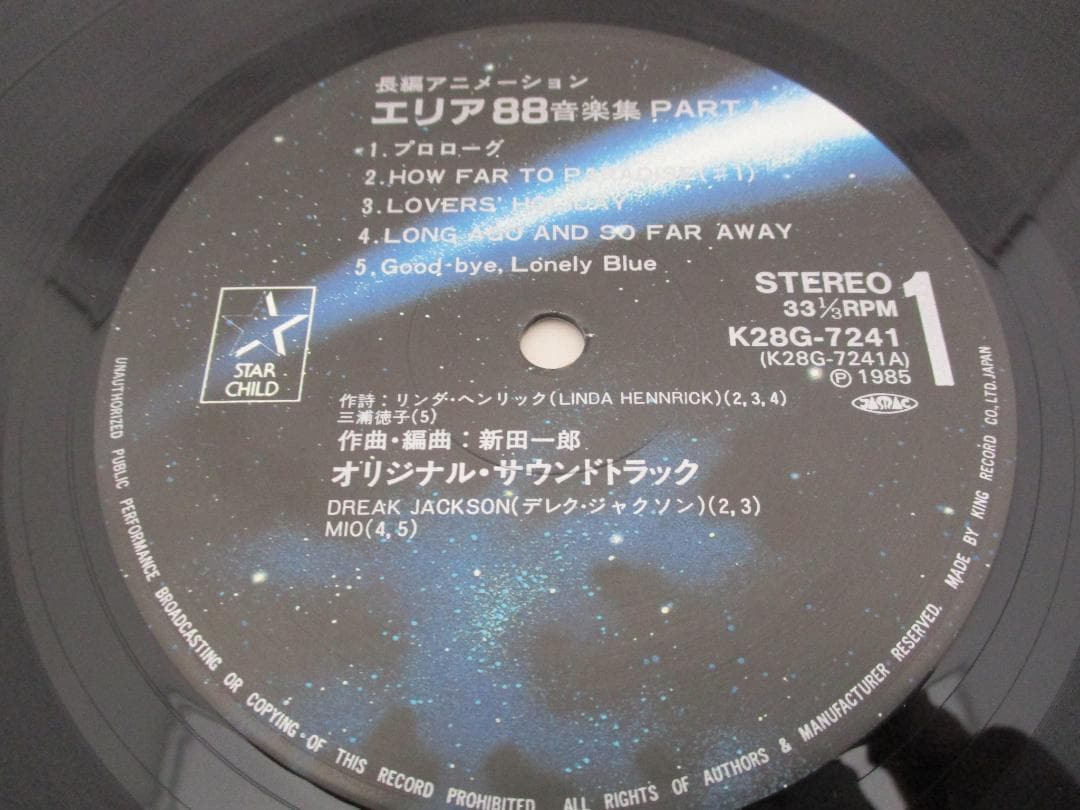 長編アニメーション
エリア88音楽集 PART
1.プロローグ
2.HOW FAR TO PARADISE(#1)
3.LOVERS' HOLIDAY
4.LONG AGO AND SO FAR AWAY
5.Good-bye, Lonely Blue
STEREO
33⅓RPM
K28G-7241
(K28G-7241A)
Ⓟ 1985
1
STAR
CHILD
JASRAC
作詩：リンダ・ヘンリック(LINDA HENNRICK)(2,3,4)
三浦徳子(5)
作曲・編曲：新田一郎
オリジナル・サウンドトラック
DREAK JACKSON(デレク・ジャクソン)(2,3)
MIO(4,5)
UNAUTHORIZED PUBLIC PERFORMANCE BROADCASTING OR COPYING・OF THIS RECORD PROHIBITED. ALL RIGHTS OF AUTHORS & MANUFACTURER RESERVED. MADE BY KING RECORD CO., LTD. JAPAN